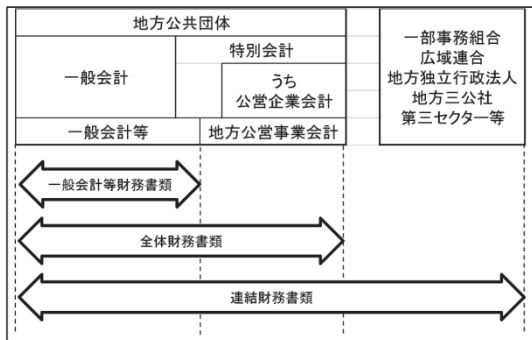 地方公共団体
一般会計
特別会計
うち
公営企業会計
一般会計等
地方公営事業会計
一部事務組合
広域連合
地方独立行政法人
地方三公社
第三セクター等
一般会計等財務書類
全体財務書類
連結財務書類